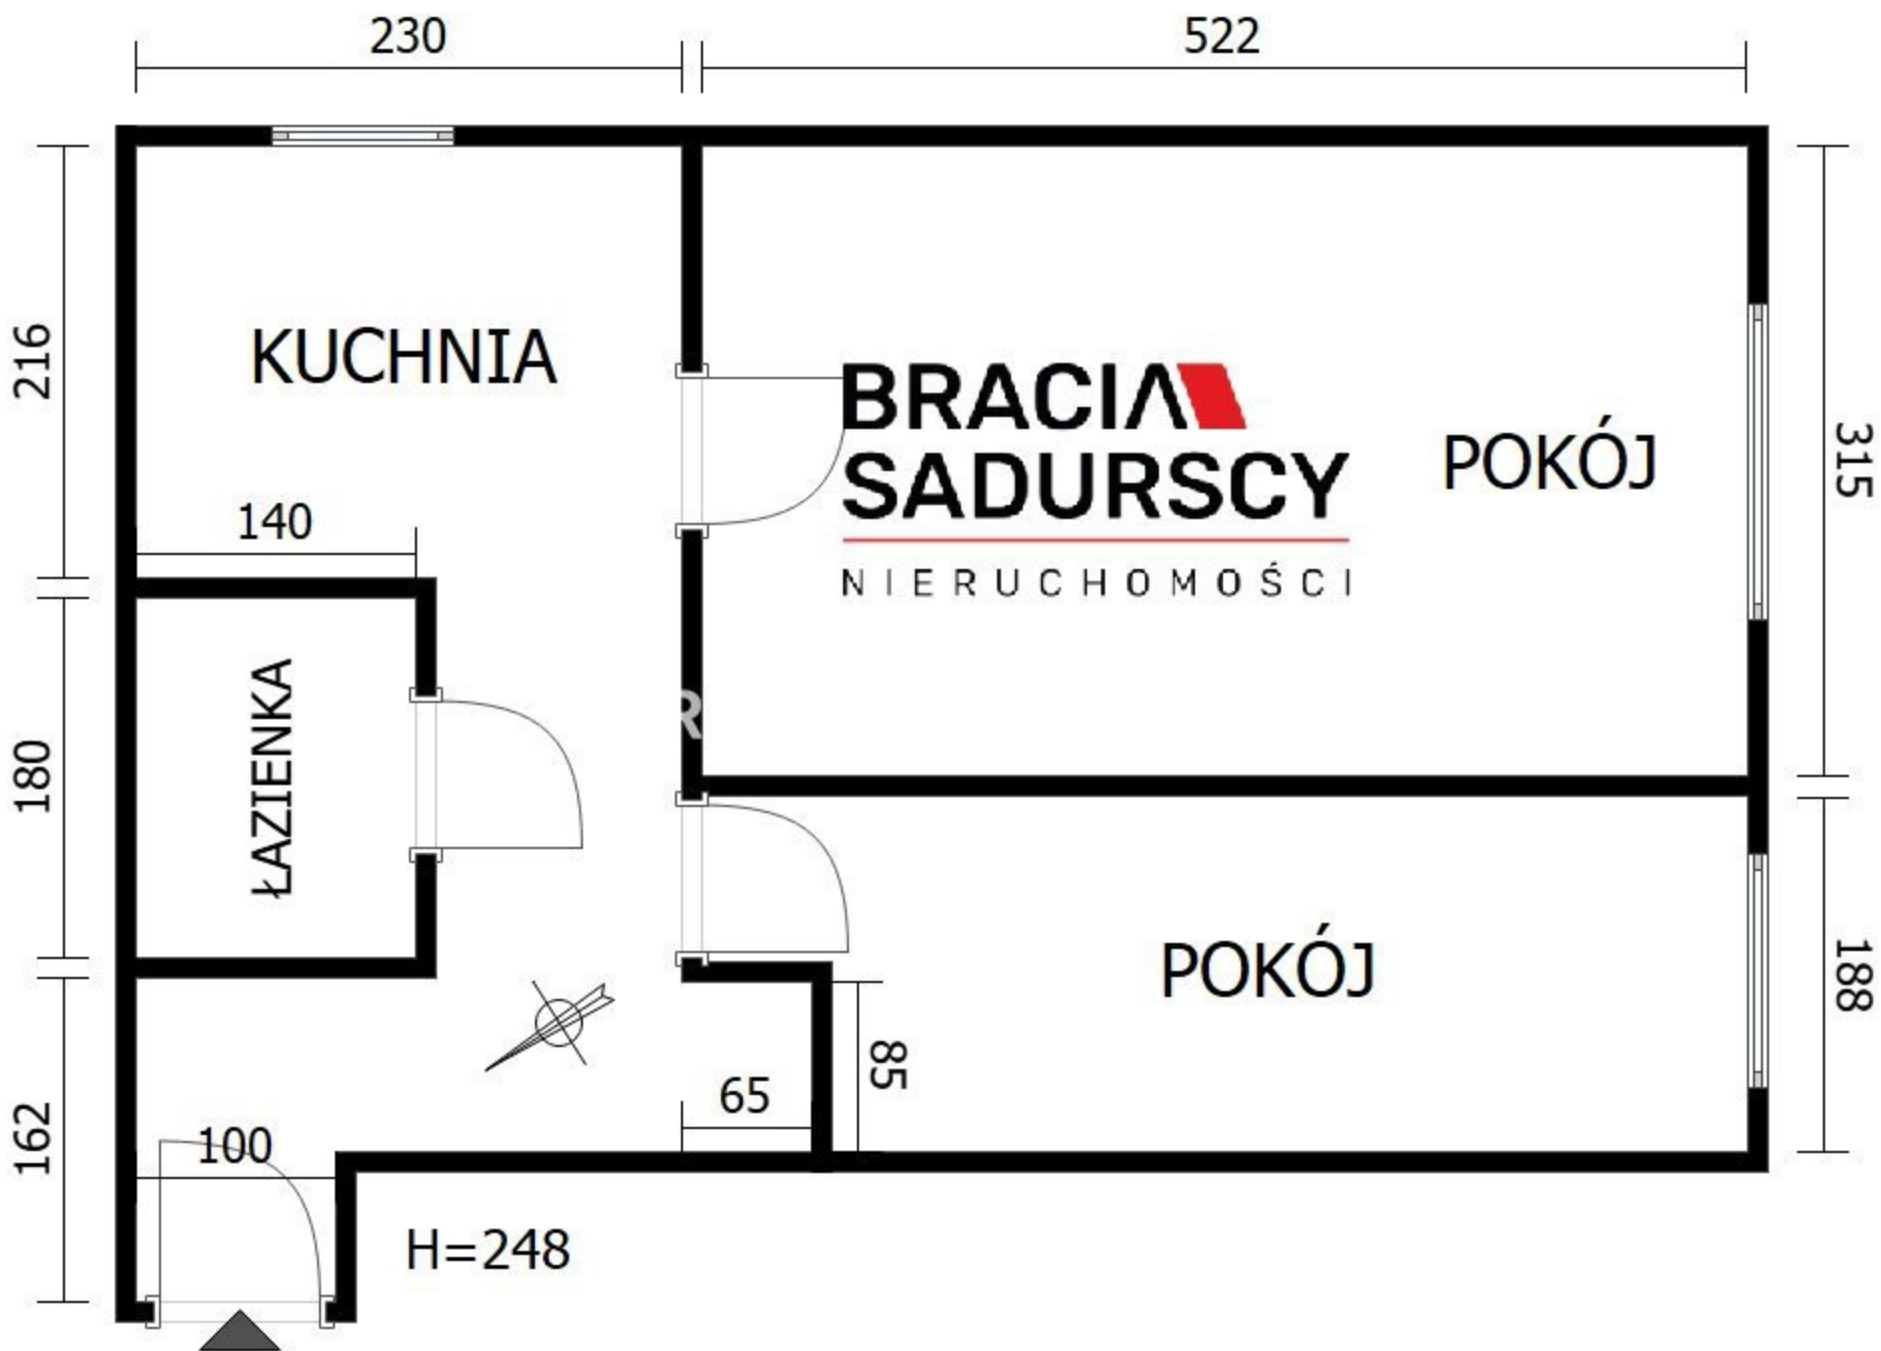 230
522
216
KUCHNIA
BRACIA
SADURSCY
NIERUCHOMOŚCI
POKÓJ
315
140
ŁAZIENKA
R
180
POKÓJ
188
85
65
162
100
H=248